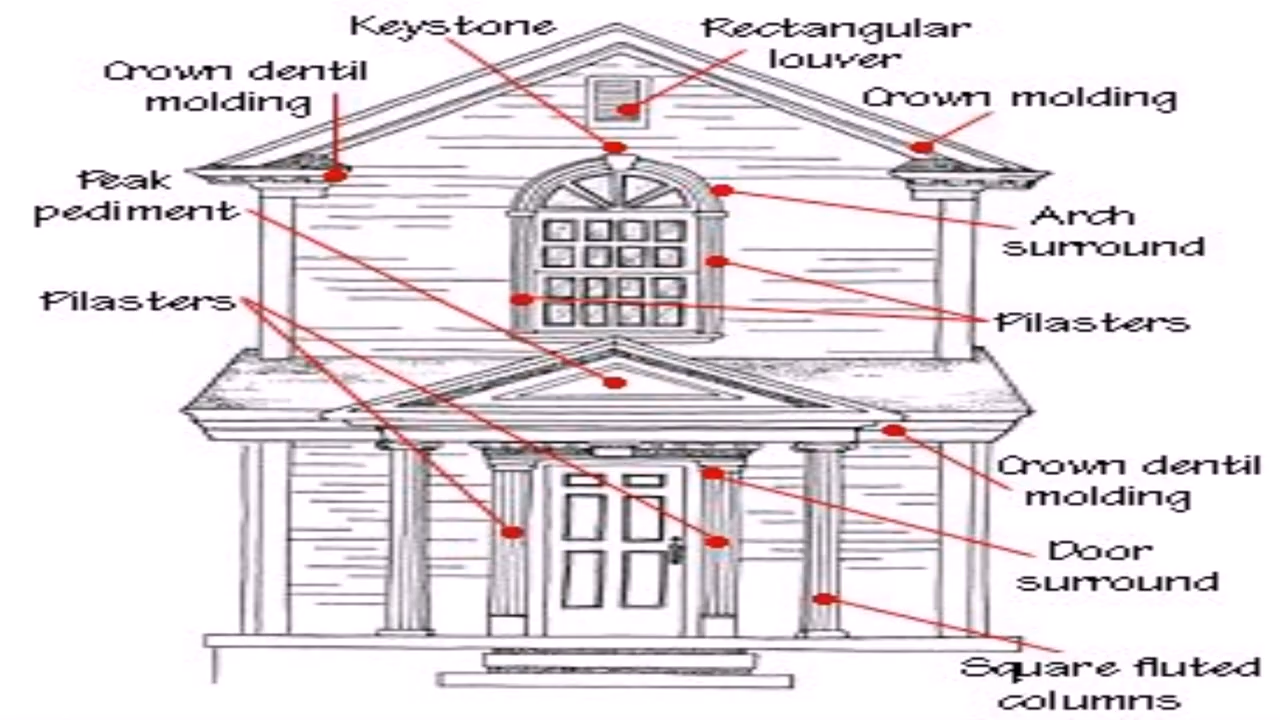 Keystone
Rectangular
louver
Crown dentil
molding
Crown molding
Peak
pediment
Arch
surround
Pilasters
Pilasters
Crown dentil
molding
Door
surround
Square fluted
columns